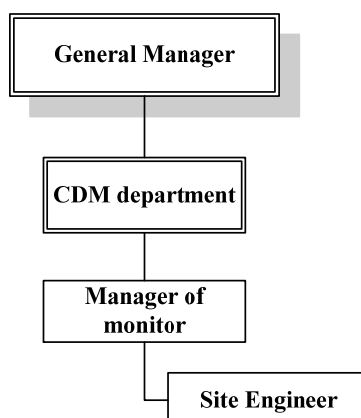 General Manager
CDM department
Manager of
monitor
Site Engineer